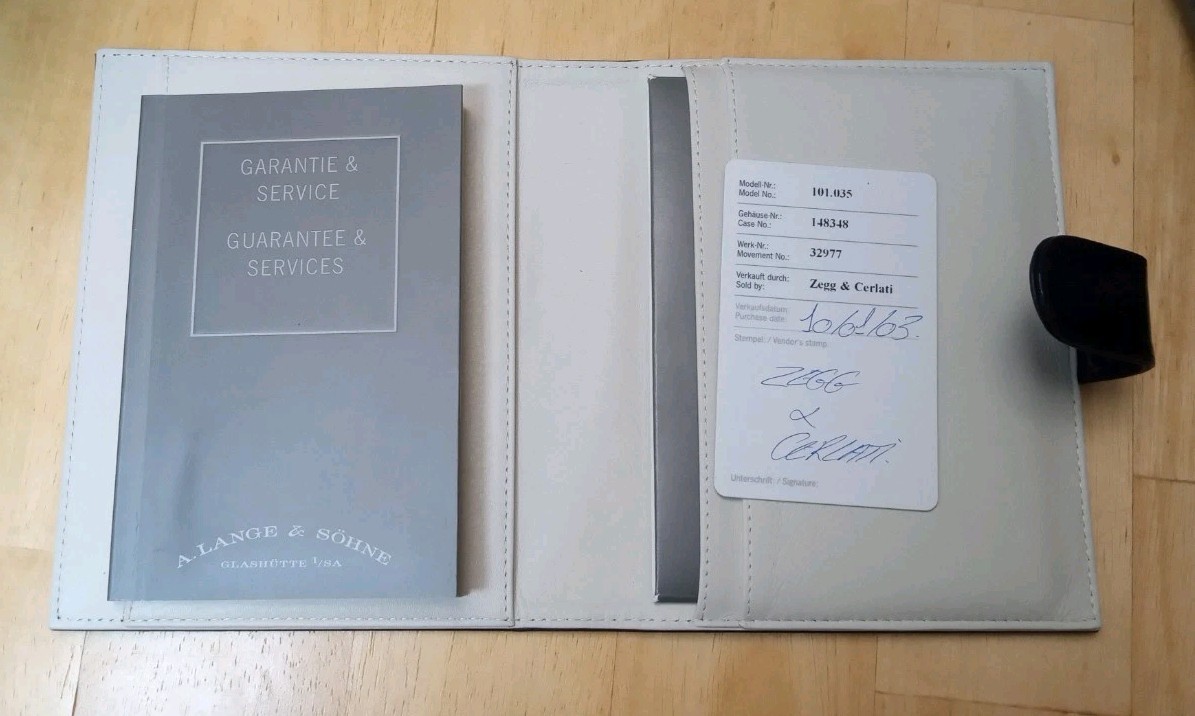 GARANTIE &
SERVICE
GUARANTEE &
SERVICES
A. LANGE & SÖHNE
GLASHÜTTE I/SA
Modell-Nr.:
Model No.: 101.035
Gehäuse-Nr.:
Case No.: 148348
Werk-Nr.:
Movement No.: 32977
Verkauft durch:
Sold by: Zegg & Cerlati
Verkaufsdatum:
Purchase date: 10/01/03.
Stempel: / Vendor's stamp:
ZEGG
&
CERLATI.
Unterschrift: / Signature: